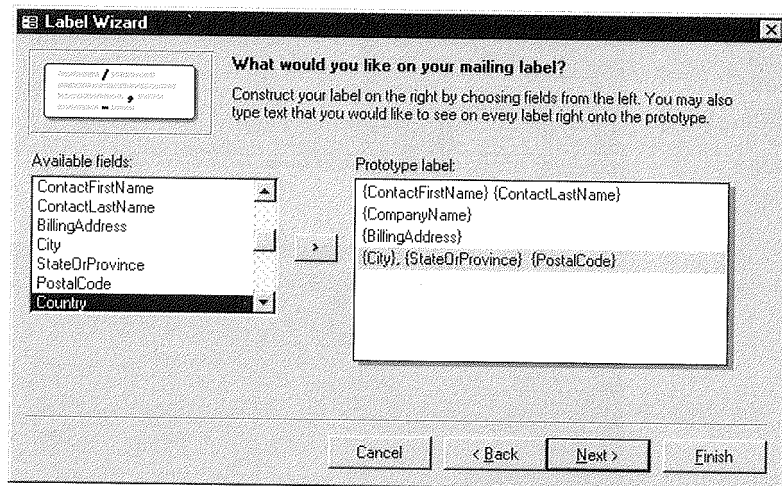 Label Wizard
What would you like on your mailing label?
Construct your label on the right by choosing fields from the left. You may also
type text that you would like to see on every label right onto the prototype.
Available fields:
ContactFirstName
ContactLastName
BillingAddress
City
StateOrProvince
PostalCode
Country
>
Prototype label:
{ContactFirstName} {ContactLastName}
{CompanyName}
{BillingAddress}
{City}, {StateOrProvince} {PostalCode}
Cancel
< Back
Next >
Finish